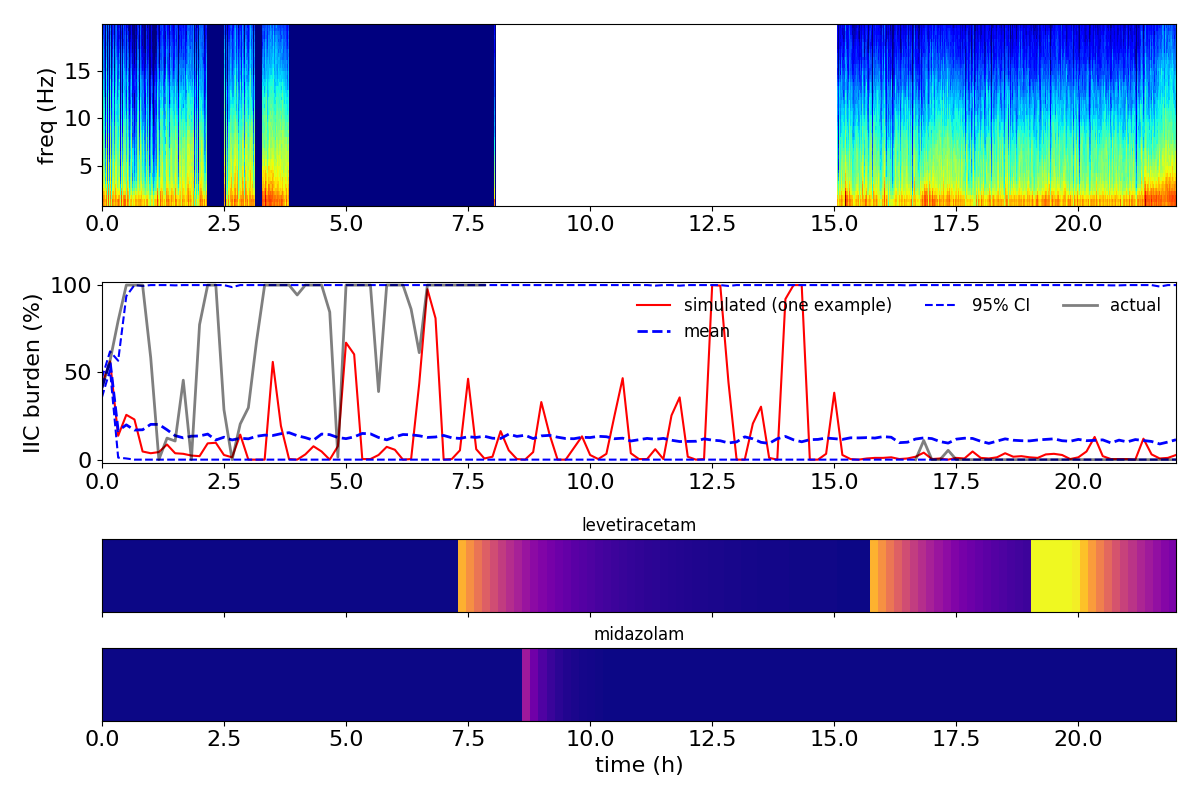 15
10
5
freq (Hz)
0.0 2.5 5.0 7.5 10.0 12.5 15.0 17.5 20.0
100
50
0
IIC burden (%)
simulated (one example)
mean
95% CI
actual
0.0 2.5 5.0 7.5 10.0 12.5 15.0 17.5 20.0
levetiracetam
midazolam
0.0 2.5 5.0 7.5 10.0 12.5 15.0 17.5 20.0
time (h)